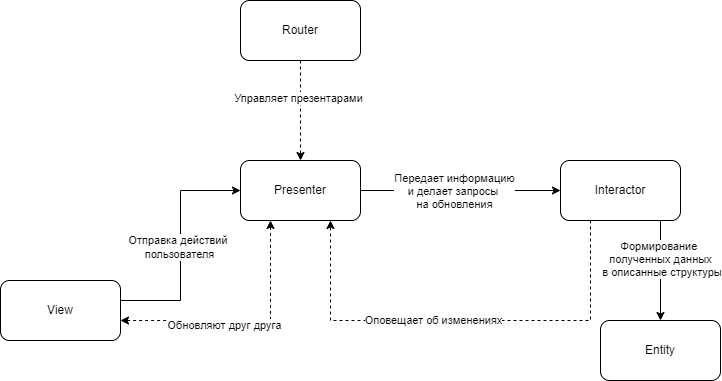 Router
Управляет презентарами
Presenter
Передает информацию
и делает запросы
на обновления
Interactor
Отправка действий
пользователя
Формирование
полученных данных
в описанные структуры
View
Обновляют друг друга
Оповещает об изменениях
Entity